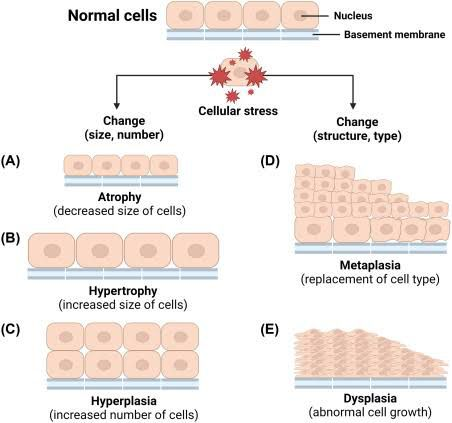 Normal cells
Nucleus
Basement membrane
Cellular stress
Change
(size, number)
Change
(structure, type)
(A)
Atrophy
(decreased size of cells)
(B)
Hypertrophy
(increased size of cells)
(C)
Hyperplasia
(increased number of cells)
(D)
Metaplasia
(replacement of cell type)
(E)
Dysplasia
(abnormal cell growth)